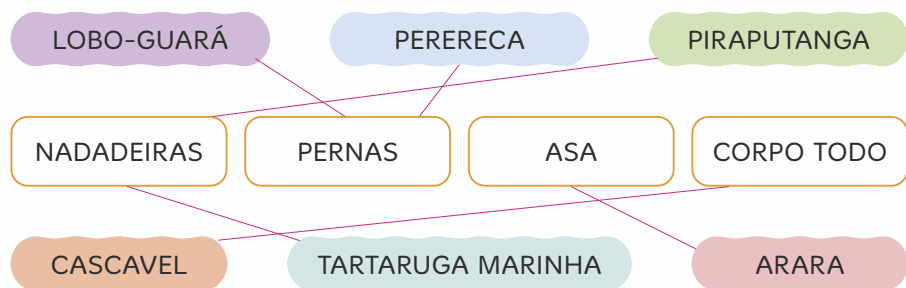 LOBO-GUARÁ
PERERECA
PIRAPUTANGA
NADADEIRAS
PERNAS
ASA
CORPO TODO
CASCAVEL
TARTARUGA MARINHA
ARARA